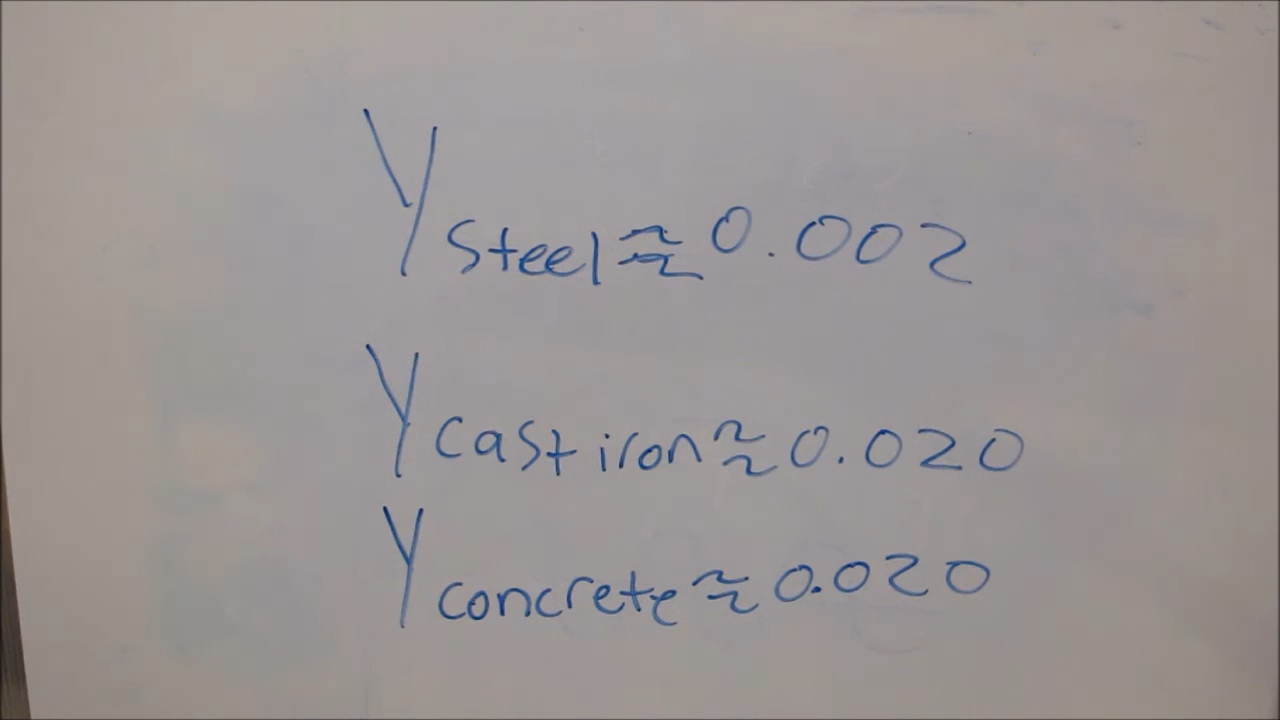 Y steel ≈ 0.002
Y cast iron ≈ 0.020
Y concrete ≈ 0.020